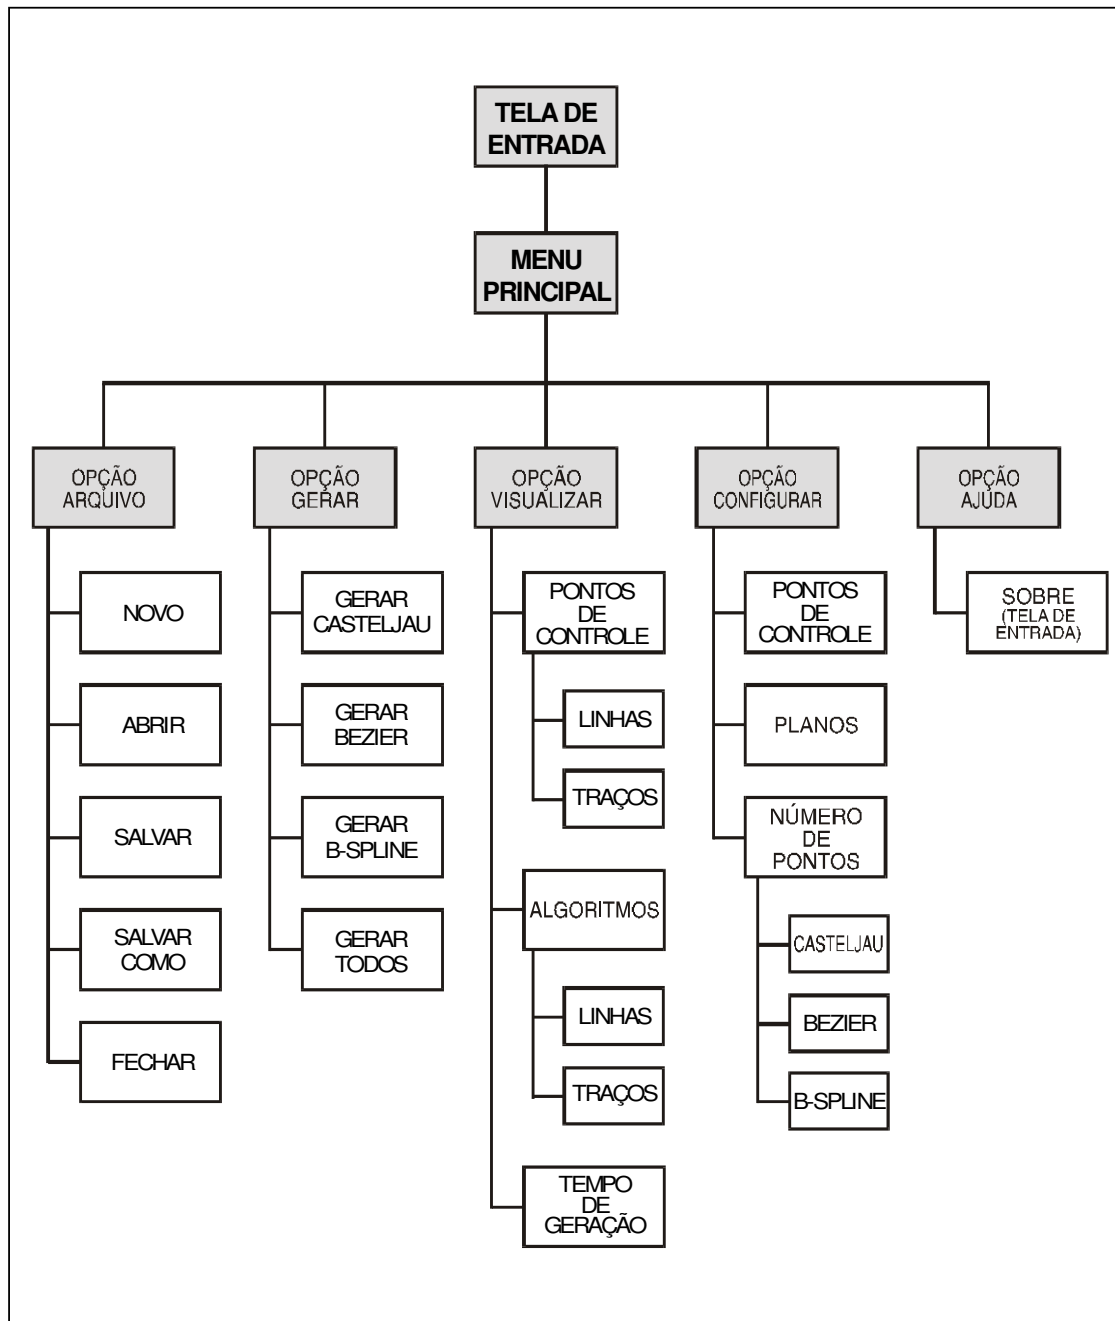 TELA DE
ENTRADA
MENU
PRINCIPAL
OPÇÃO
ARQUIVO
NOVO
ABRIR
SALVAR
SALVAR
COMO
FECHAR
OPÇÃO
GERAR
GERAR
CASTELJAU
GERAR
BEZIER
GERAR
B-SPLINE
GERAR
TODOS
OPÇÃO
VISUALIZAR
PONTOS
DE
CONTROLE
LINHAS
TRAÇOS
ALGORITMOS
LINHAS
TRAÇOS
TEMPO
DE
GERAÇÃO
OPÇÃO
CONFIGURAR
PONTOS
DE
CONTROLE
PLANOS
NÚMERO
DE
PONTOS
CASTELJAU
BEZIER
B-SPLINE
OPÇÃO
AJUDA
SOBRE
(TELA DE
ENTRADA)